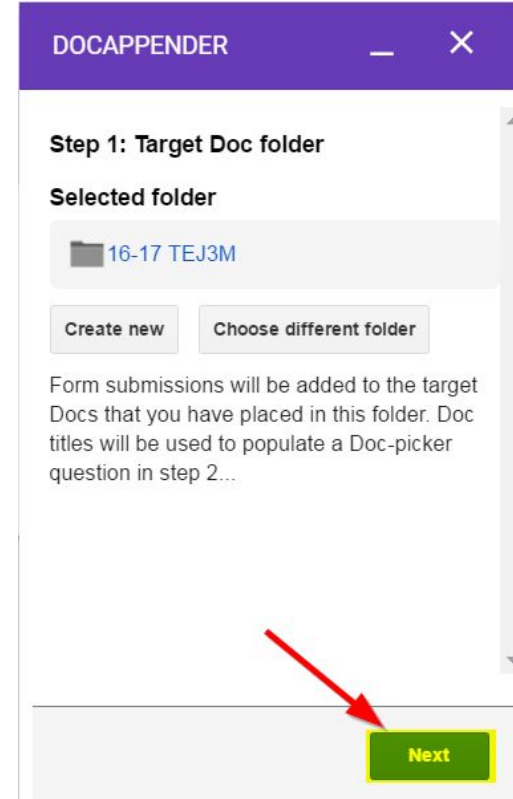 DOCAPPENDER
Step 1: Target Doc folder
Selected folder
16-17 TEJ3M
Create new Choose different folder
Form submissions will be added to the target
Docs that you have placed in this folder. Doc
titles will be used to populate a Doc-picker
question in step 2...
Next